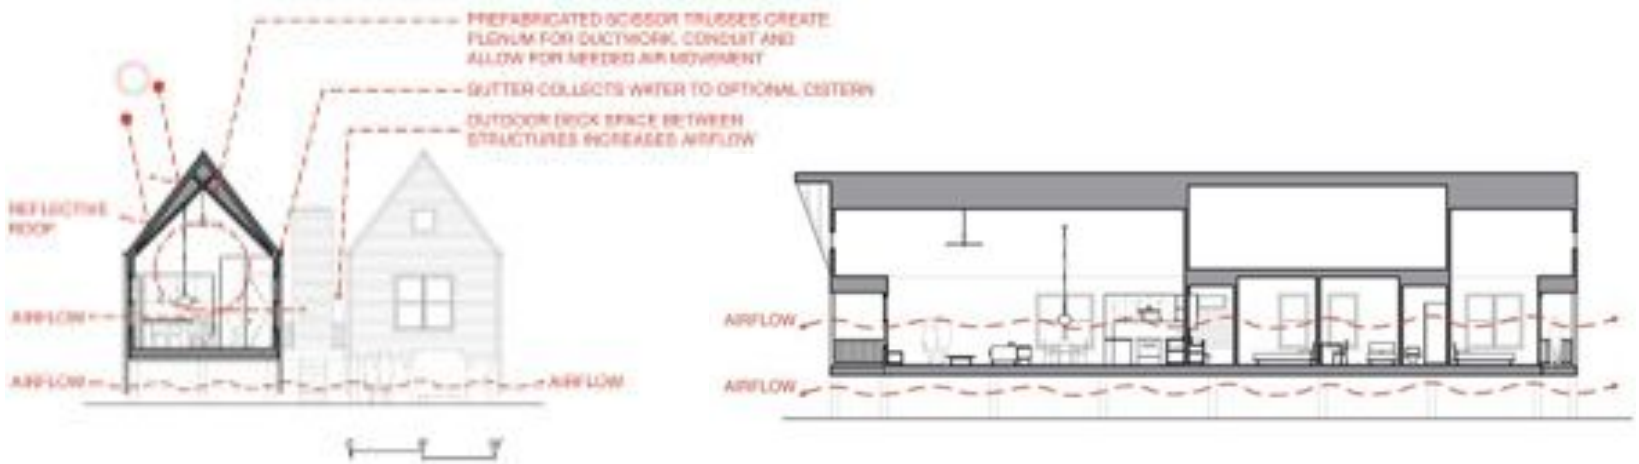 PREFABRICATED SCISSOR TRUSSES CREATE
PLENUM FOR DUCTWORK, CONDUIT AND
ALLOW FOR NEEDED AIR MOVEMENT
GUTTER COLLECTS WATER TO OPTIONAL CISTERN
OUTDOOR DECK SPACE BETWEEN
STRUCTURES INCREASES AIRFLOW
REFLECTIVE
ROOF
AIRFLOW
AIRFLOW
AIRFLOW
AIRFLOW
AIRFLOW